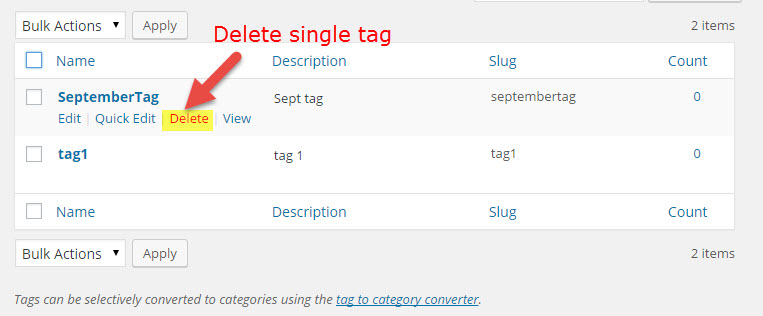 Delete single tag
Bulk Actions Apply 2 items
Name Description Slug Count
SeptemberTag Sept tag septembertag 0
Edit | Quick Edit | Delete | View
tag1 tag 1 tag1 0
Name Description Slug Count
Bulk Actions Apply 2 items
Tags can be selectively converted to categories using the tag to category converter.